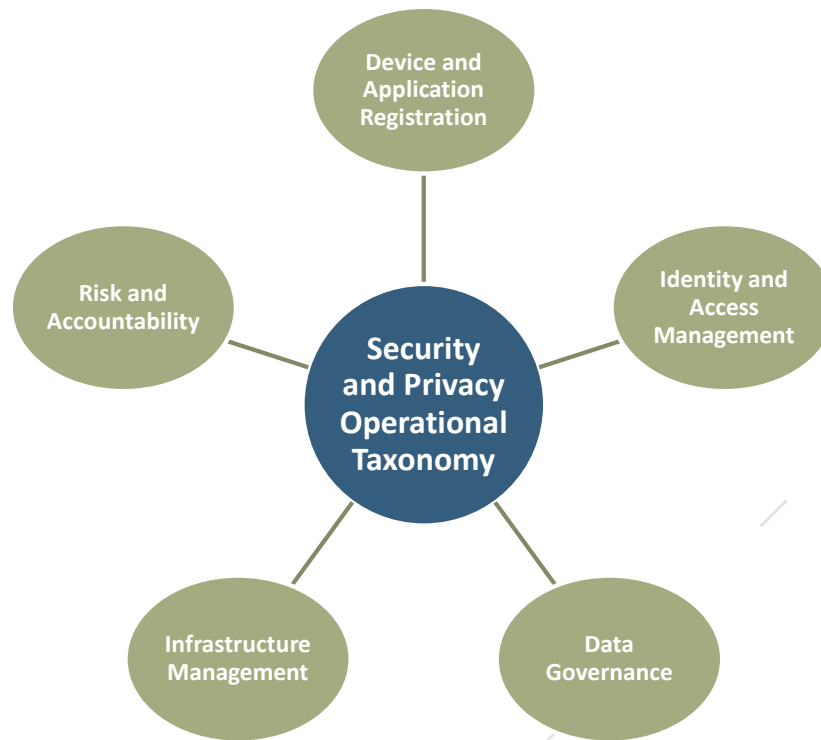 Device and
Application
Registration
Risk and
Accountability
Identity and
Access
Management
Security
and Privacy
Operational
Taxonomy
Infrastructure
Management
Data
Governance